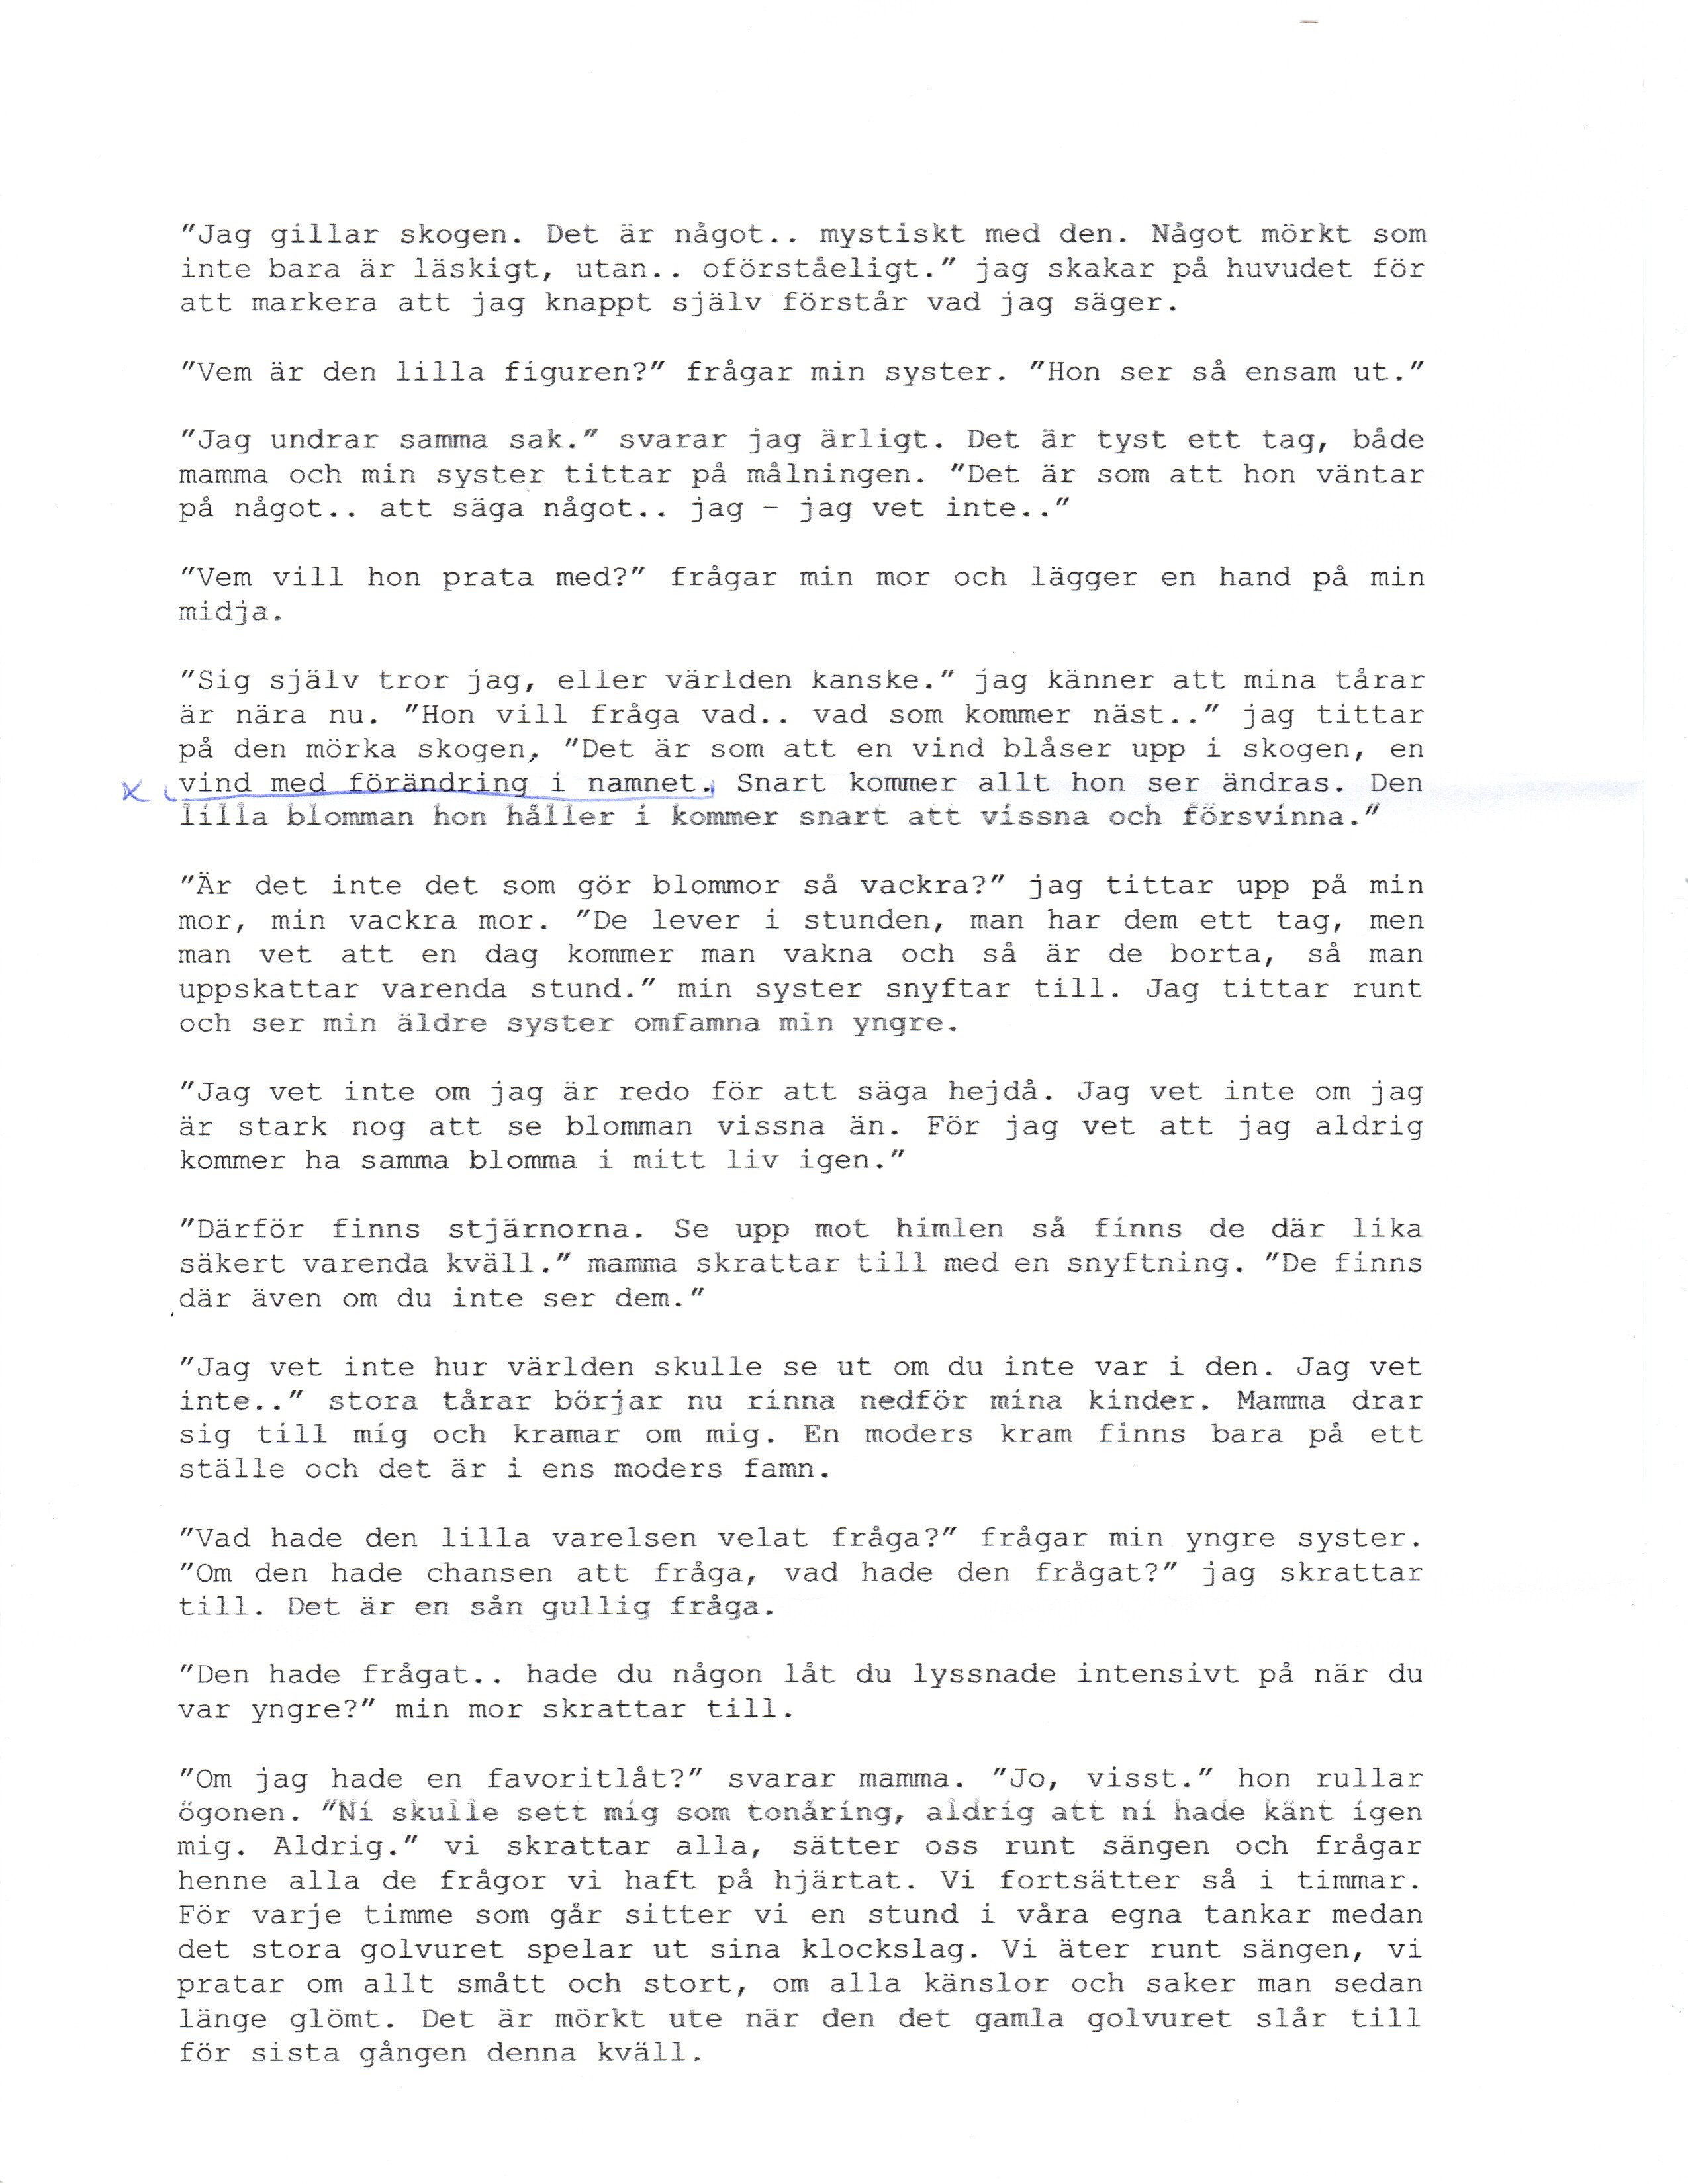 "Jag gillar skogen. Det är något.. mystiskt med den. Något mörkt som
inte bara är läskigt, utan.. oförståeligt." jag skakar på huvudet för
att markera att jag knappt själv förstår vad jag säger.
"Vem är den lilla figuren?" frågar min syster. "Hon ser så ensam ut."
"Jag undrar samma sak." svarar jag ärligt. Det är tyst ett tag, både
mamma och min syster tittar på målningen. "Det är som att hon väntar
på något.. att säga något.. jag – jag vet inte.."
"Vem vill hon prata med?" frågar min mor och lägger en hand på min
midja.
"Sig själv tror jag, eller världen kanske." jag känner att mina tårar
är nära nu. "Hon vill fråga vad.. vad som kommer näst.." jag tittar
på den mörka skogen, "Det är som att en vind blåser upp i skogen, en
x vind med förändring i namnet. Snart kommer allt hon ser ändras. Den
lilla blomman hon håller i kommer snart att vissna och försvinna."
"Är det inte det som gör blommor så vackra?" jag tittar upp på min
mor, min vackra mor. "De lever i stunden, man har dem ett tag, men
man vet att en dag kommer man vakna och så är de borta, så man
uppskattar varenda stund." min syster snyftar till. Jag tittar runt
och ser min äldre syster omfamna min yngre.
"Jag vet inte om jag är redo för att säga hejdå. Jag vet inte om jag
är stark nog att se blomman vissna än. För jag vet att jag aldrig
kommer ha samma blomma i mitt liv igen."
"Därför finns stjärnorna. Se upp mot himlen så finns de där lika
säkert varenda kväll." mamma skrattar till med en snyftning. "De finns
där även om du inte ser dem."
"Jag vet inte hur världen skulle se ut om du inte var i den. Jag vet
inte.." stora tårar börjar nu rinna nedför mina kinder. Mamma drar
sig till mig och kramar om mig. En moders kram finns bara på ett
ställe och det är i ens moders famn.
"Vad hade den lilla varelsen velat fråga?" frågar min yngre syster.
"Om den hade chansen att fråga, vad hade den frågat?" jag skrattar
till. Det är en sån gullig fråga.
"Den hade frågat.. hade du någon låt du lyssnade intensivt på när du
var yngre?" min mor skrattar till.
"Om jag hade en favoritlåt?" svarar mamma. "Jo, visst." hon rullar
ögonen. "Ni skulle sett mig som tonåring, aldrig att ni hade känt igen
mig. Aldrig." vi skrattar alla, sätter oss runt sängen och frågar
henne alla de frågor vi haft på hjärtat. Vi fortsätter så i timmar.
För varje timme som går sitter vi en stund i våra egna tankar medan
det stora golvuret spelar ut sina klockslag. Vi äter runt sängen, vi
pratar om allt smått och stort, om alla känslor och saker man sedan
länge glömt. Det är mörkt ute när den det gamla golvuret slår till
för sista gången denna kväll.